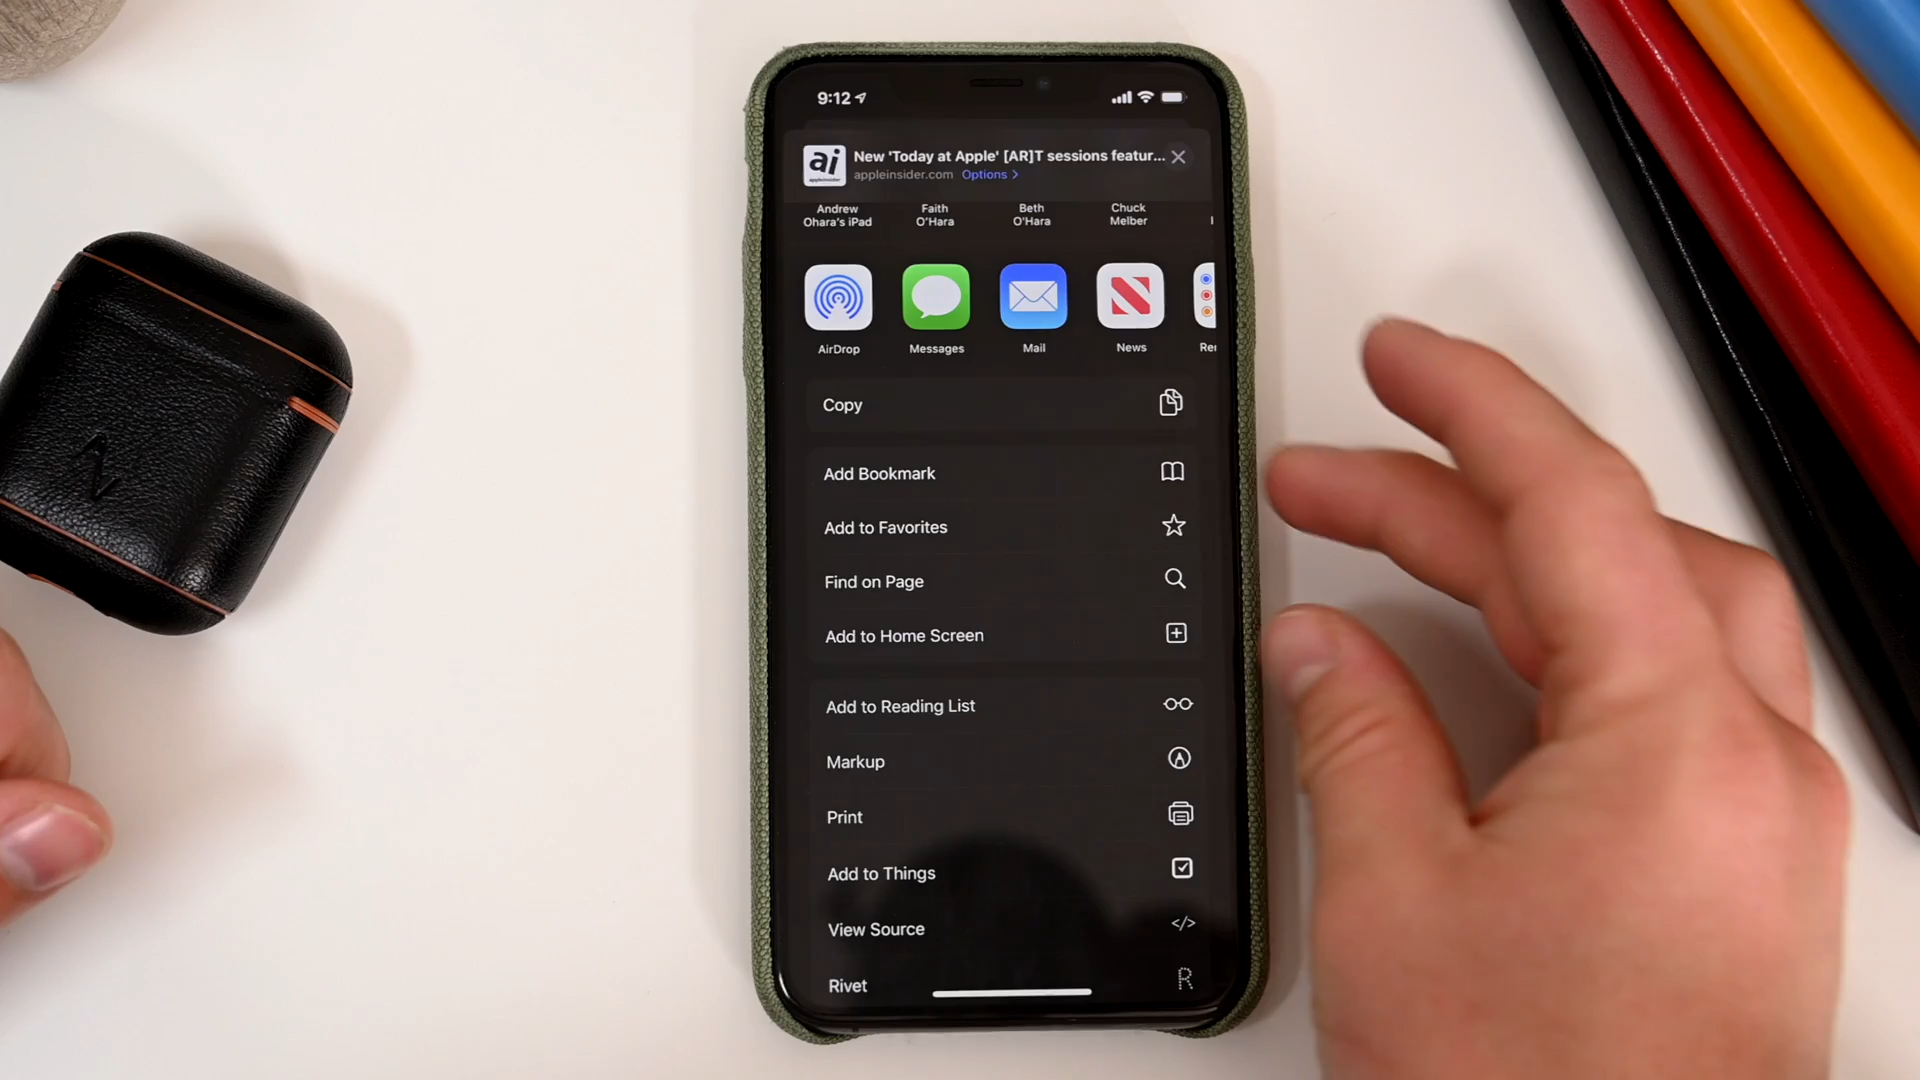 9:12
ai
appleinsider
New 'Today at Apple' [AR]T sessions featur...
appleinsider.com Options >
Andrew
Ohara's iPad
Faith
O'Hara
Beth
O'Hara
Chuck
Melber
AirDrop
Messages
Mail
News
Copy
Add Bookmark
Add to Favorites
Find on Page
Add to Home Screen
Add to Reading List
Markup
Print
Add to Things
View Source
</>
Rivet
R